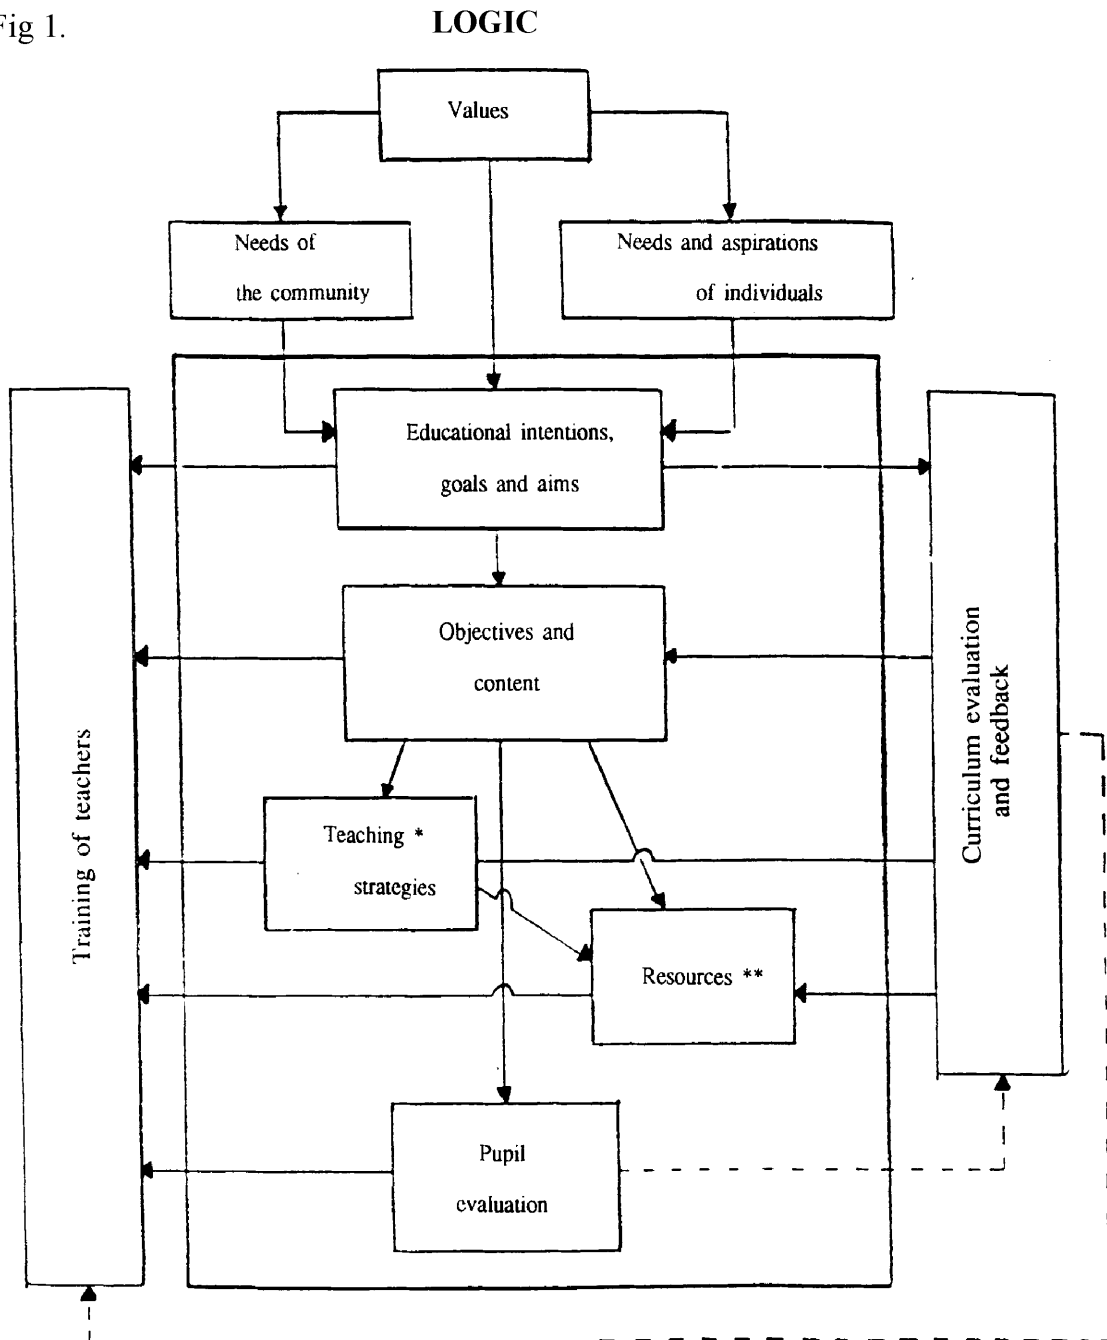 Fig 1.
LOGIC
Values
Needs of
the community
Needs and aspirations
of individuals
Educational intentions,
goals and aims
Objectives and
content
Teaching *
strategies
Resources **
Pupil
evaluation
Training of teachers
Curriculum evaluation
and feedback